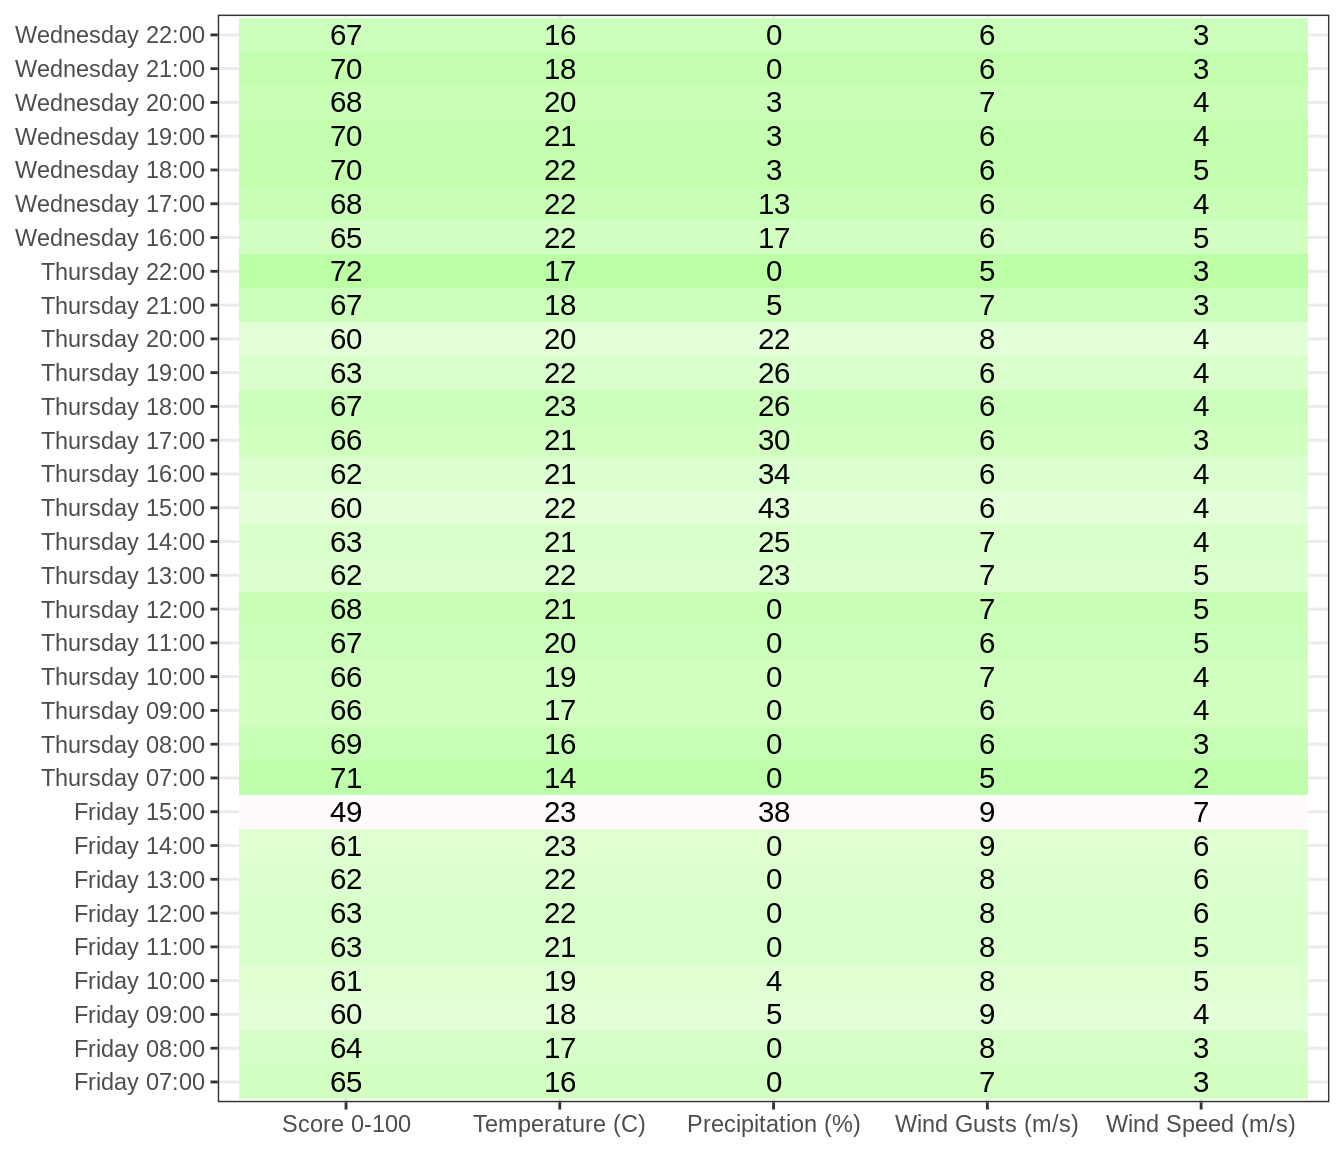 Wednesday 22:00 67 16 0 6 3
Wednesday 21:00 70 18 0 6 3
Wednesday 20:00 68 20 3 7 4
Wednesday 19:00 70 21 3 6 4
Wednesday 18:00 70 22 3 6 5
Wednesday 17:00 68 22 13 6 4
Wednesday 16:00 65 22 17 6 5
Thursday 22:00 72 17 0 5 3
Thursday 21:00 67 18 5 7 3
Thursday 20:00 60 20 22 8 4
Thursday 19:00 63 22 26 6 4
Thursday 18:00 67 23 26 6 4
Thursday 17:00 66 21 30 6 3
Thursday 16:00 62 21 34 6 4
Thursday 15:00 60 22 43 6 4
Thursday 14:00 63 21 25 7 4
Thursday 13:00 62 22 23 7 5
Thursday 12:00 68 21 0 7 5
Thursday 11:00 67 20 0 6 5
Thursday 10:00 66 19 0 7 4
Thursday 09:00 66 17 0 6 4
Thursday 08:00 69 16 0 6 3
Thursday 07:00 71 14 0 5 2
Friday 15:00 49 23 38 9 7
Friday 14:00 61 23 0 9 6
Friday 13:00 62 22 0 8 6
Friday 12:00 63 22 0 8 6
Friday 11:00 63 21 0 8 5
Friday 10:00 61 19 4 8 5
Friday 09:00 60 18 5 9 4
Friday 08:00 64 17 0 8 3
Friday 07:00 65 16 0 7 3
Score 0-100 Temperature (C) Precipitation (%) Wind Gusts (m/s) Wind Speed (m/s)